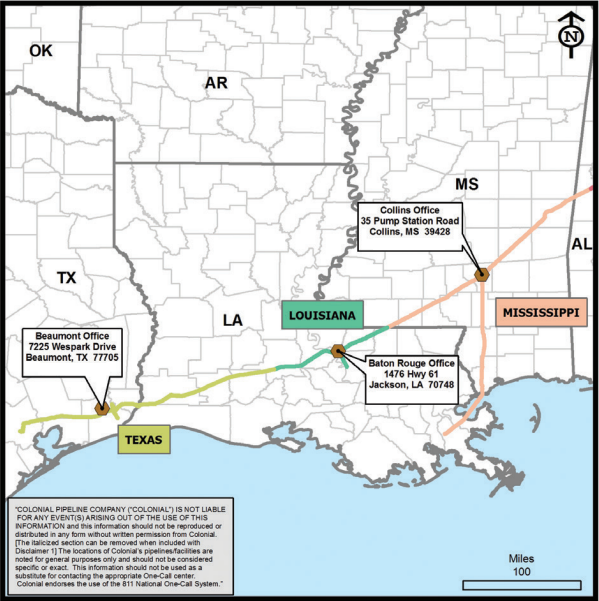 N
OK
AR
MS
Collins Office
35 Pump Station Road
Collins, MS  39428
AL
TX
LA
LOUISIANA
MISSISSIPPI
Beaumont Office
7225 Wespark Drive
Beaumont, TX  77705
Baton Rouge Office
1476 Hwy 61
Jackson, LA  70748
TEXAS
"COLONIAL PIPELINE COMPANY ("COLONIAL") IS NOT LIABLE
FOR ANY EVENT(S) ARISING OUT OF THE USE OF THIS
INFORMATION and this information should not be reproduced or
distributed in any form without written permission from Colonial.
[The italicized section can be removed when included with
Disclaimer 1] The locations of Colonial's pipelines/facilities are
noted for general purposes only and should not be considered
specific or exact.  This information should not be used as a
substitute for contacting the appropriate One-Call center.
Colonial endorses the use of the 811 National One-Call System."
Miles
100